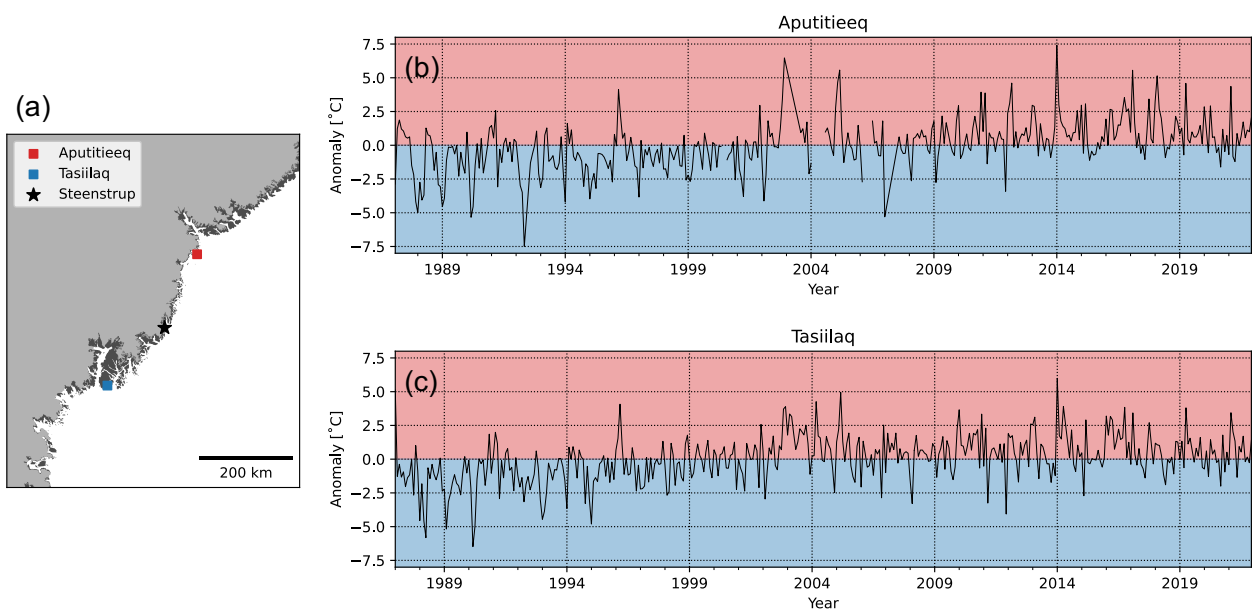 (a)
Aputitieeq
Tasiilaq
Steenstrup
200 km
Aputitieeq
(b)
7.5
5.0
2.5
0.0
−2.5
−5.0
−7.5
Anomaly [˚C]
1989 1994 1999 2004 2009 2014 2019
Year
Tasiilaq
(c)
7.5
5.0
2.5
0.0
−2.5
−5.0
−7.5
Anomaly [˚C]
1989 1994 1999 2004 2009 2014 2019
Year